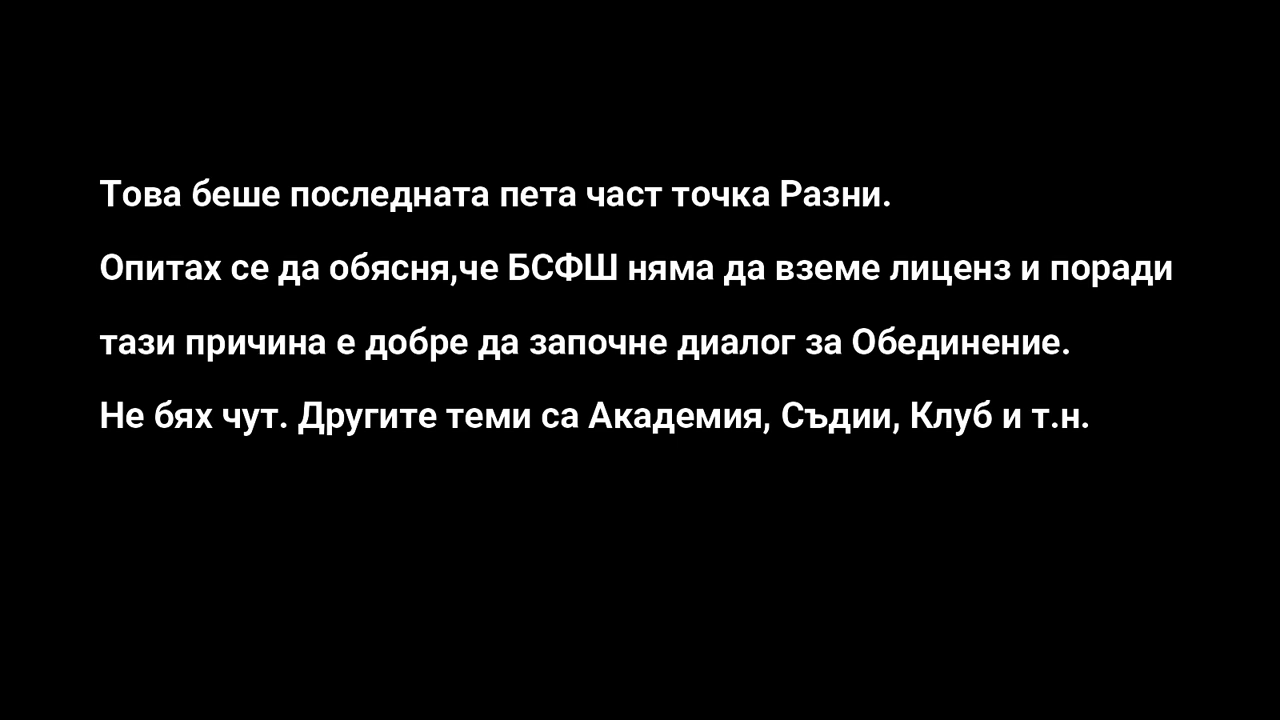 Това беше последната пета част точка Разни.
Опитах се да обясня,че БСФШ няма да вземе лиценз и поради
тази причина е добре да започне диалог за Обединение.
Не бях чут. Другите теми са Академия, Съдии, Клуб и т.н.